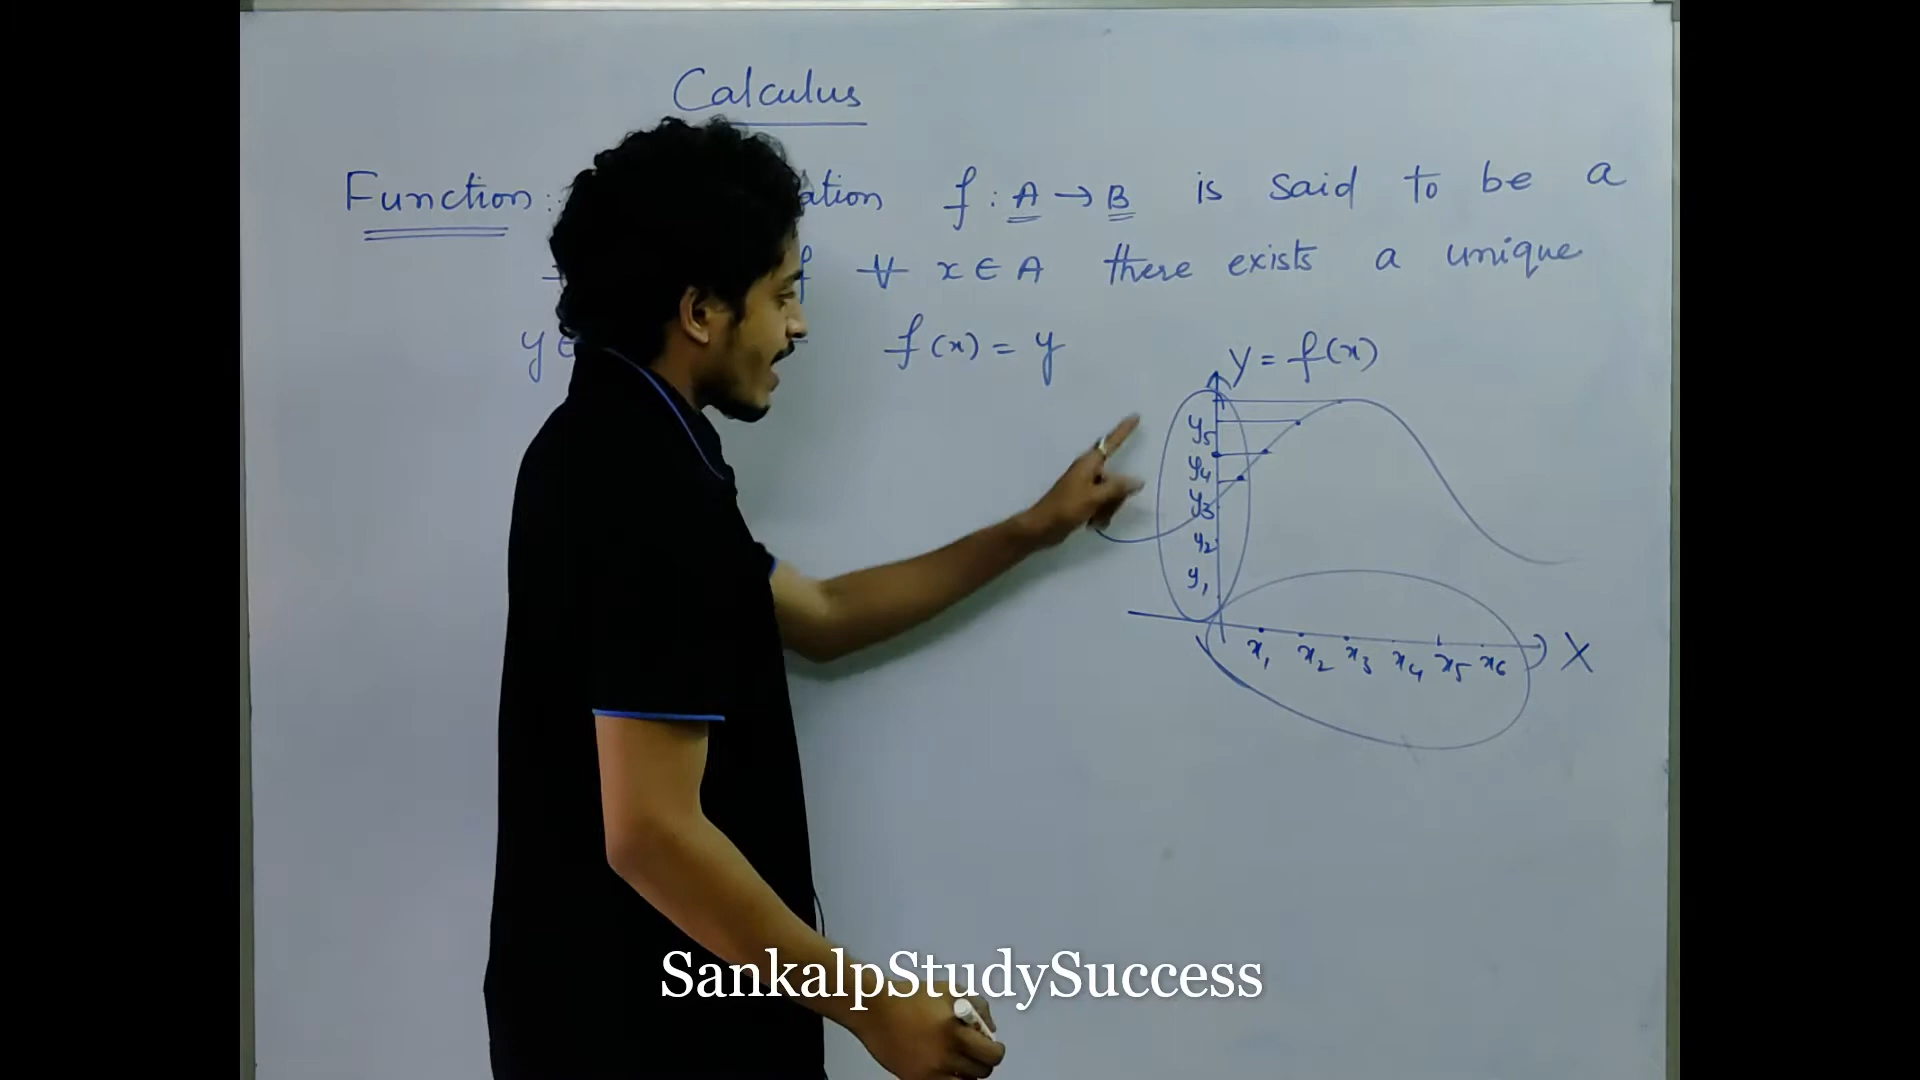 Calculus
Function: ation f : A → B is said to be a
f ∀ x ∈ A there exists a unique
y ∈ f(x) = y
y = f(x)
y5
y4
y3
y2
y1
x1 x2 x3 x4 x5 x6 X
SankalpStudySuccess